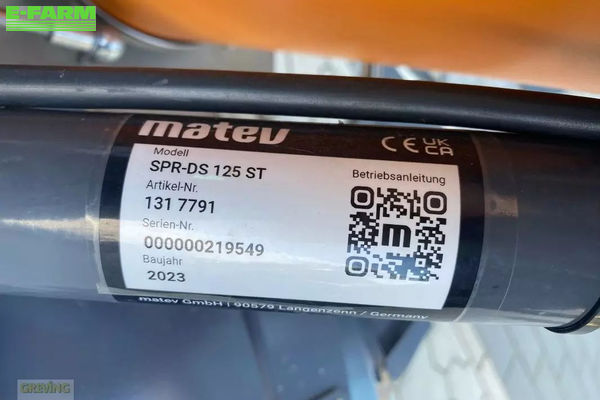 E-FARM
matev
Modell
SPR-DS 125 ST
Artikel-Nr.
131 7791
Serien-Nr.
000000219549
Baujahr
2023
CE UK CA
Betriebsanleitung
m
matev GmbH | 90579 Langenzenn / Germany
GREVING